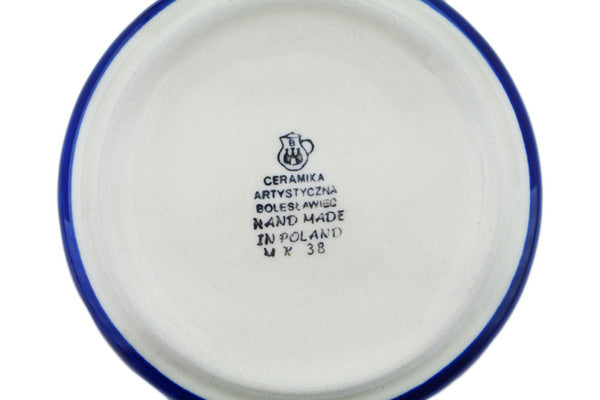 B
CERAMIKA
ARTYSTYCZNA
BOLESŁAWIEC
HAND MADE
IN POLAND
M K 38